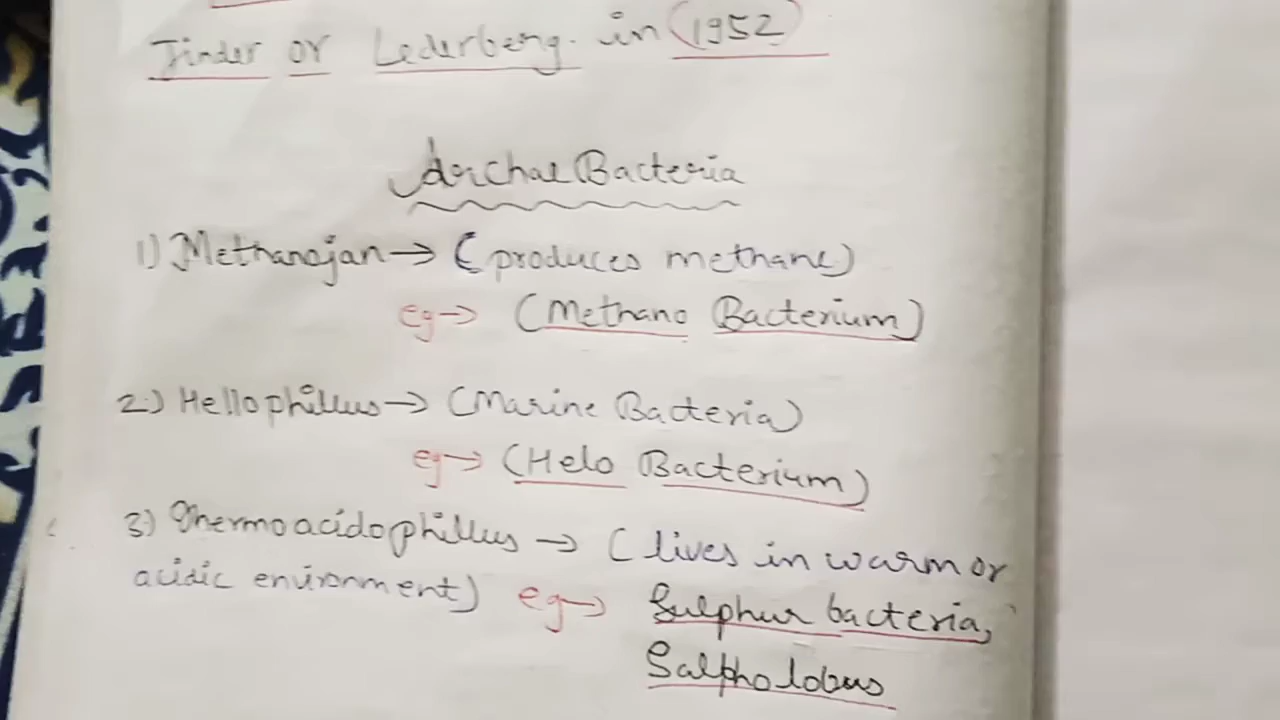 Jinder or Lederberg. in 1952
ArchaeBacteria
1) Methanojan → (produces methane)
eg → (Methano Bacterium)
2.) Hellophillus → (Marine Bacteria)
eg → (Helo Bacterium)
3) Thermoacidophillus → (lives in warm or
acidic enironment) eg → Sulphur bacteria,
Salpholobus